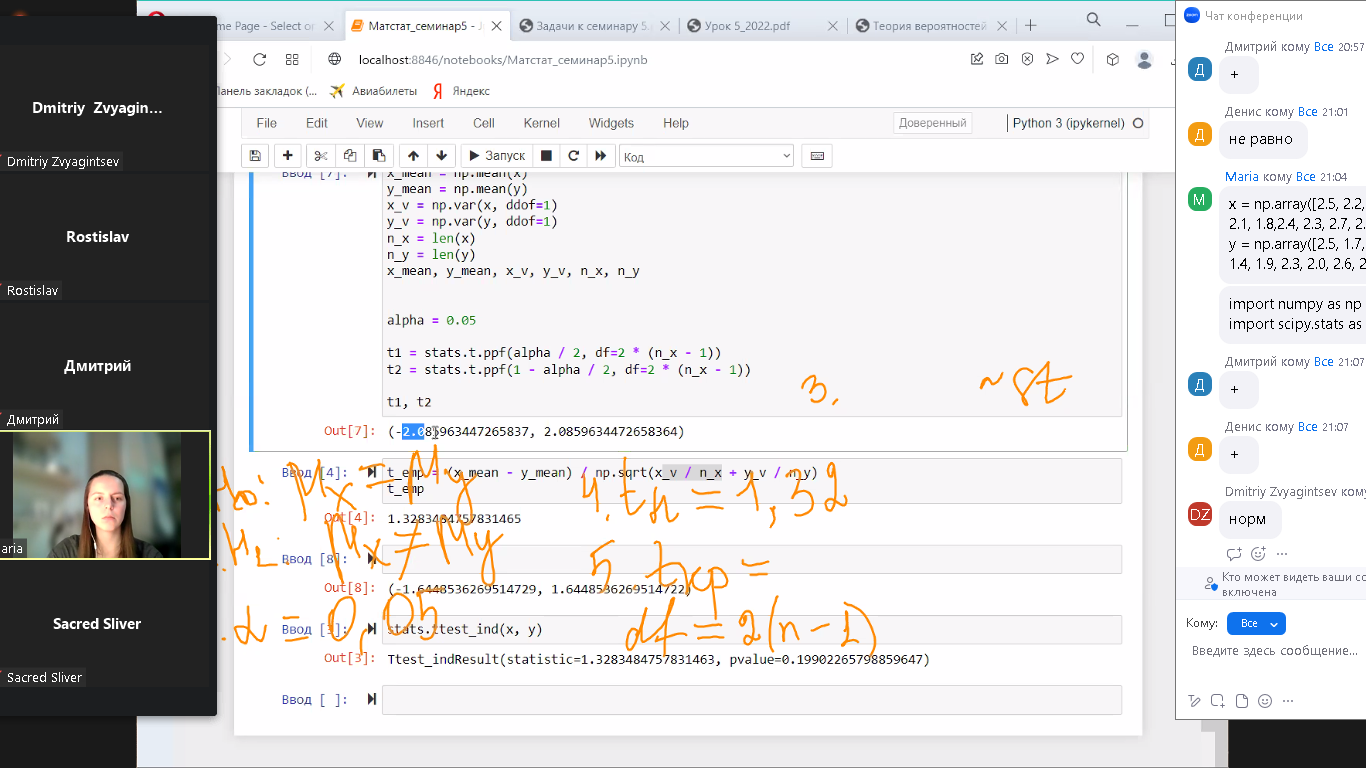 me Page - Select or
Матстат_семинар5 - J
Задачи к семинару 5.
Урок 5_2022.pdf
Теория вероятностей
localhost:8846/notebooks/Матстат_семинар5.ipynb
Панель закладок (...
Авиабилеты
Яндекс
File Edit View Insert Cell Kernel Widgets Help
Доверенный
Python 3 (ipykernel)
Запуск
Код
Ввод [7]:
x_mean = np.mean(x)
y_mean = np.mean(y)
x_v = np.var(x, ddof=1)
y_v = np.var(y, ddof=1)
n_x = len(x)
n_y = len(y)
x_mean, y_mean, x_v, y_v, n_x, n_y
alpha = 0.05
t1 = stats.t.ppf(alpha / 2, df=2 * (n_x - 1))
t2 = stats.t.ppf(1 - alpha / 2, df=2 * (n_x - 1))
t1, t2
Out[7]: (-2.0859634472658​37, 2.0859634472658364)
Ввод [4]: t_emp = (x_mean - y_mean) / np.sqrt(x_v / n_x + y_v / n_y)
t_emp
Out[4]: 1.3283484757831465
Ввод [8]:
Out[8]: (-1.6448536269514729, 1.6448536269514722)
Ввод [3]: stats.ttest_ind(x, y)
Out[3]: Ttest_indResult(statistic=1.3283484757831463, pvalue=0.19902265798859647)
Ввод [ ]:
3.
~st
Mx = My
Mx ≠ My
α = 0,05
4. tн = 1,32
5 tкр =
df = 2(n-1)
Dmitriy Zvyagin...
Dmitriy Zvyagintsev
Rostislav
Rostislav
Дмитрий
Дмитрий
aria
Sacred Sliver
Sacred Sliver
Чат конференции
Дмитрий кому Все 20:57
Д
+
Денис кому Все 21:01
Д
не равно
Maria кому Все 21:04
M
x = np.array([2.5, 2.2,
2.1, 1.8,2.4, 2.3, 2.7, 2.
y = np.array([2.5, 1.7,
1.4, 1.9, 2.3, 2.0, 2.6, 2
import numpy as np
import scipy.stats as
Дмитрий кому Все 21:07
Д
+
Денис кому Все 21:07
Д
+
Dmitriy Zvyagintsev кому
DZ
норм
Кто может видеть ваши со
включена
Кому: Все
Введите здесь сообщение...